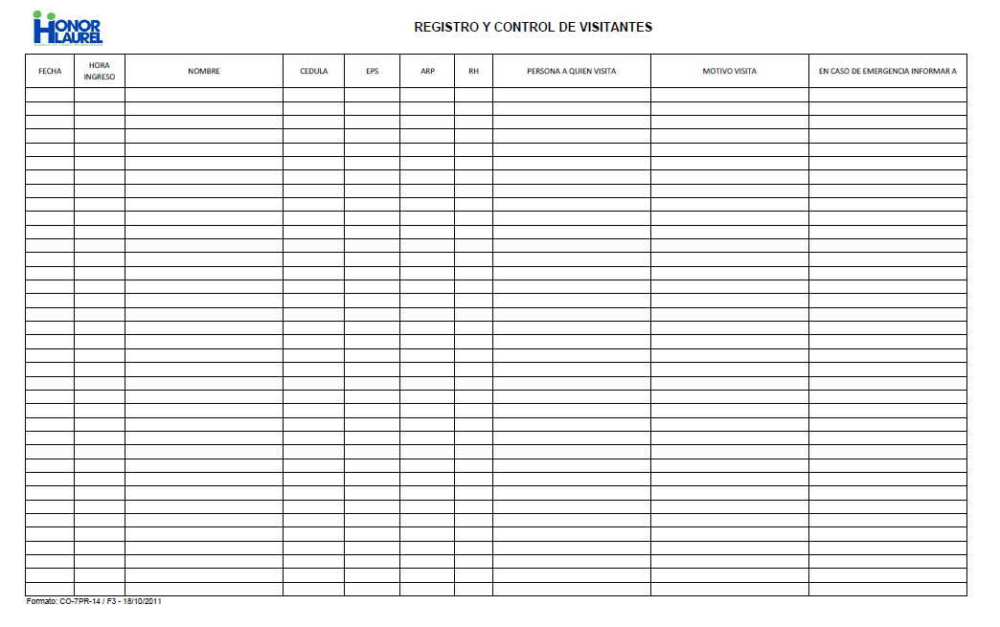 HONOR
LAUREL
REGISTRO Y CONTROL DE VISITANTES
FECHA
HORA
INGRESO
NOMBRE
CEDULA
EPS
ARP
RH
PERSONA A QUIEN VISITA
MOTIVO VISITA
EN CASO DE EMERGENCIA INFORMAR A
Formato: CO-7PR-14 / F3 - 18/10/2011